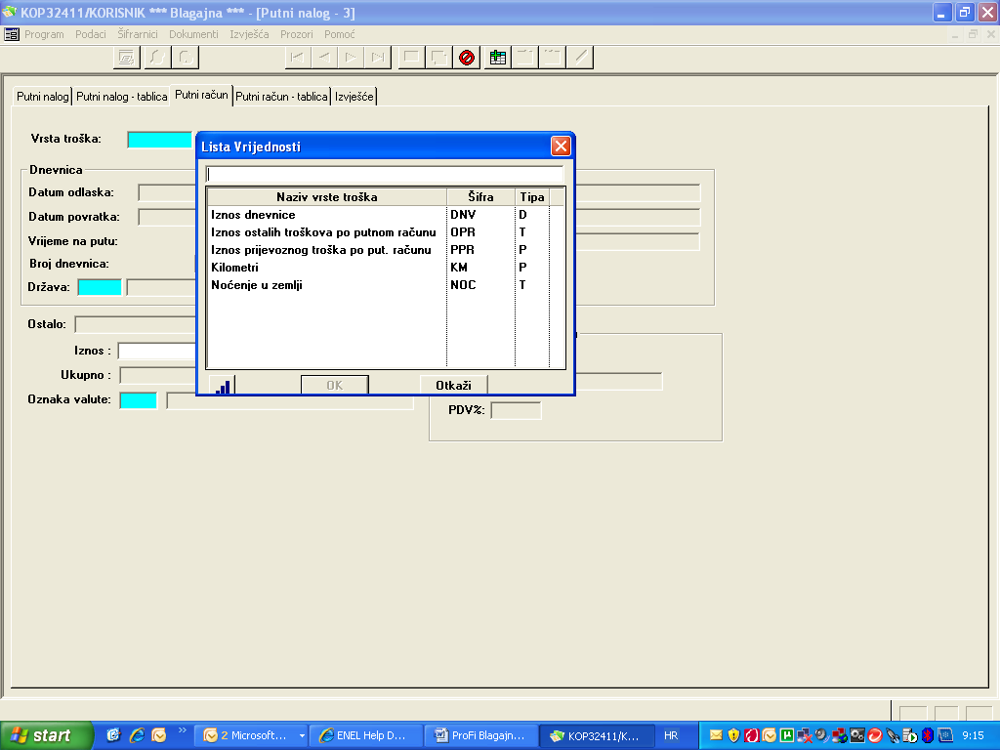 KOP32411/KORISNIK *** Blagajna *** - [Putni nalog - 3]
Program Podaci Šifrarnici Dokumenti Izvješća Prozori Pomoć
Putni nalog Putni nalog - tablica Putni račun Putni račun - tablica Izvješće
Vrsta troška:
Dnevnica
Datum odlaska:
Datum povratka:
Vrijeme na putu:
Broj dnevnica:
Država:
Ostalo:
Iznos :
Ukupno :
Oznaka valute:
PDV%:
Lista Vrijednosti
Naziv vrste troška Šifra Tipa
Iznos dnevnice DNV D
Iznos ostalih troškova po putnom računu OPR T
Iznos prijevoznog troška po put. računu PPR P
Kilometri KM P
Noćenje u zemlji NOC T
OK Otkaži
start 2 Microsoft... ENEL Help D... ProFi Blagajn... KOP32411/K... HR 9:15